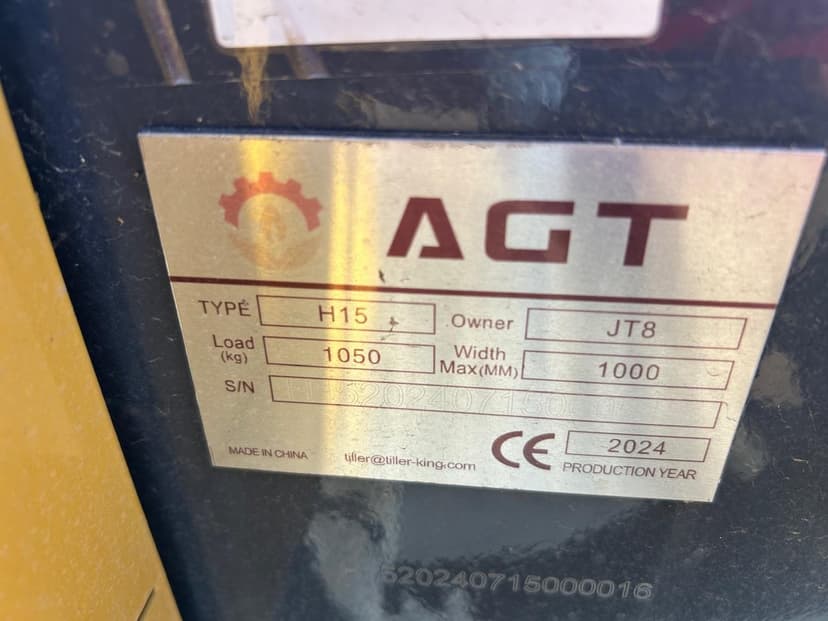 AGT
TYPE H15 Owner JT8
Load (kg) 1050 Width Max(MM) 1000
S/N
MADE IN CHINA tiller@tiller-king.com CE 2024
PRODUCTION YEAR
620240715000016